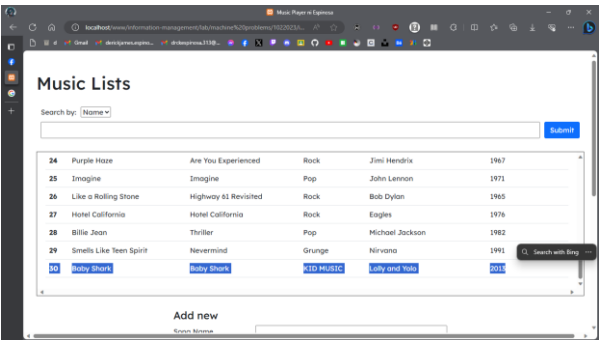 Music Player ni Espinosa
localhost/www/information-management/lab/machine%20problems/1022023/i...
Gmail
Music Lists
Search by: Name
Submit
24 Purple Haze Are You Experienced Rock Jimi Hendrix 1967
25 Imagine Imagine Pop John Lennon 1971
26 Like a Rolling Stone Highway 61 Revisited Rock Bob Dylan 1965
27 Hotel California Hotel California Rock Eagles 1976
28 Billie Jean Thriller Pop Michael Jackson 1982
29 Smells Like Teen Spirit Nevermind Grunge Nirvana 1991
Search with Bing
30 Baby Shark Baby Shark KID MUSIC Lolly and Yolo 2013
Add new
Song Name